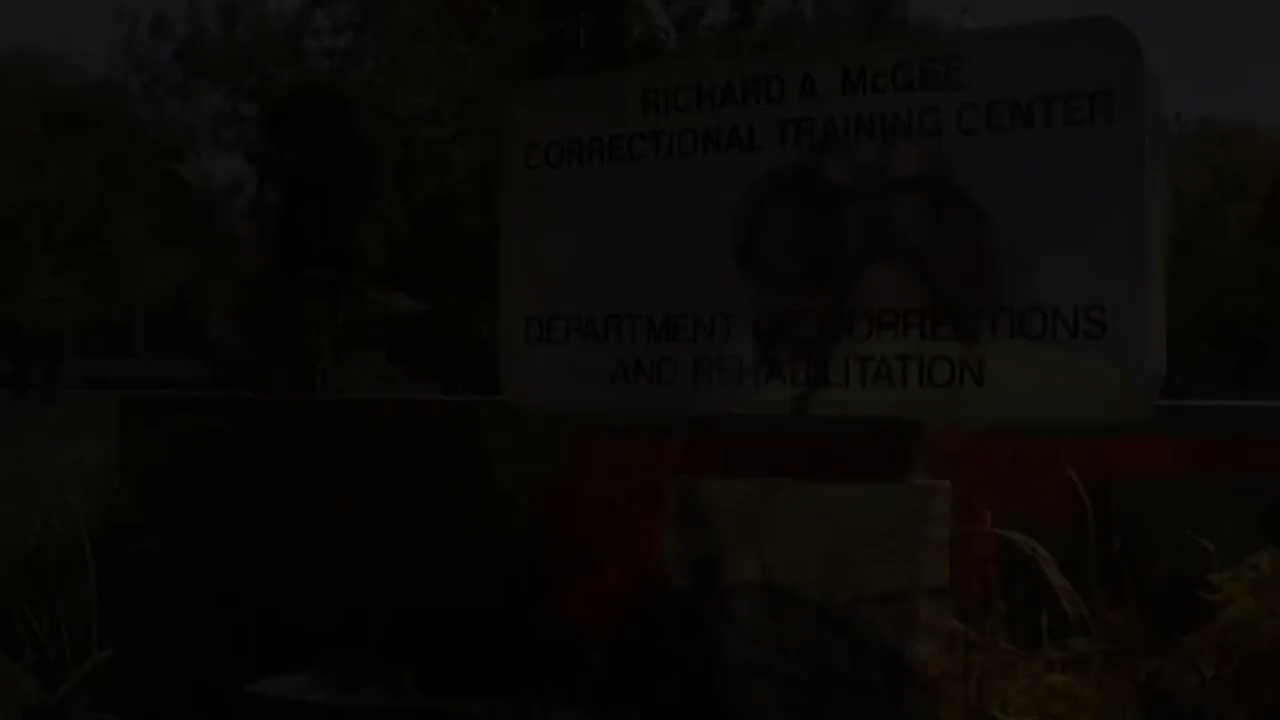 RICHARD A. McGEE
CORRECTIONAL TRAINING CENTER
DEPARTMENT OF CORRECTIONS
AND REHABILITATION